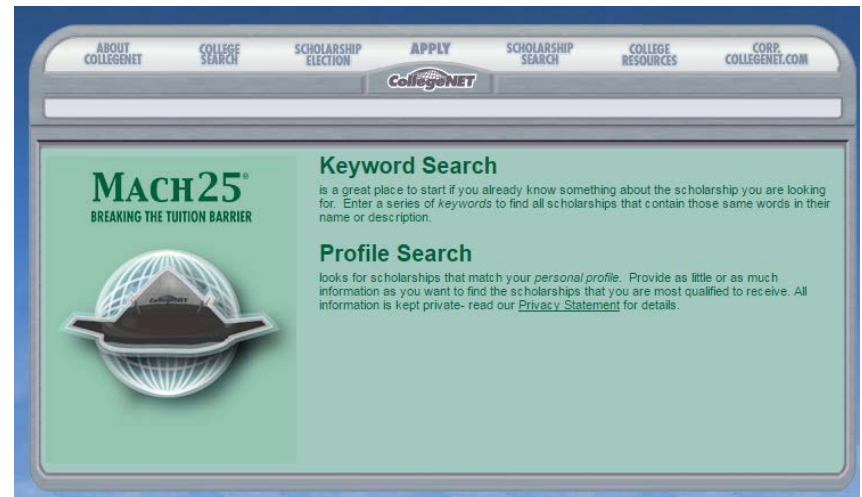 ABOUT COLLEGENET
COLLEGE SEARCH
SCHOLARSHIP ELECTION
APPLY
SCHOLARSHIP SEARCH
COLLEGE RESOURCES
CORP. COLLEGENET.COM
CollegeNET
MACH25®
BREAKING THE TUITION BARRIER
CollegeNET
Keyword Search
is a great place to start if you already know something about the scholarship you are looking
for. Enter a series of keywords to find all scholarships that contain those same words in their
name or description.
Profile Search
looks for scholarships that match your personal profile. Provide as little or as much
information as you want to find the scholarships that you are most qualified to receive. All
information is kept private- read our Privacy Statement for details.